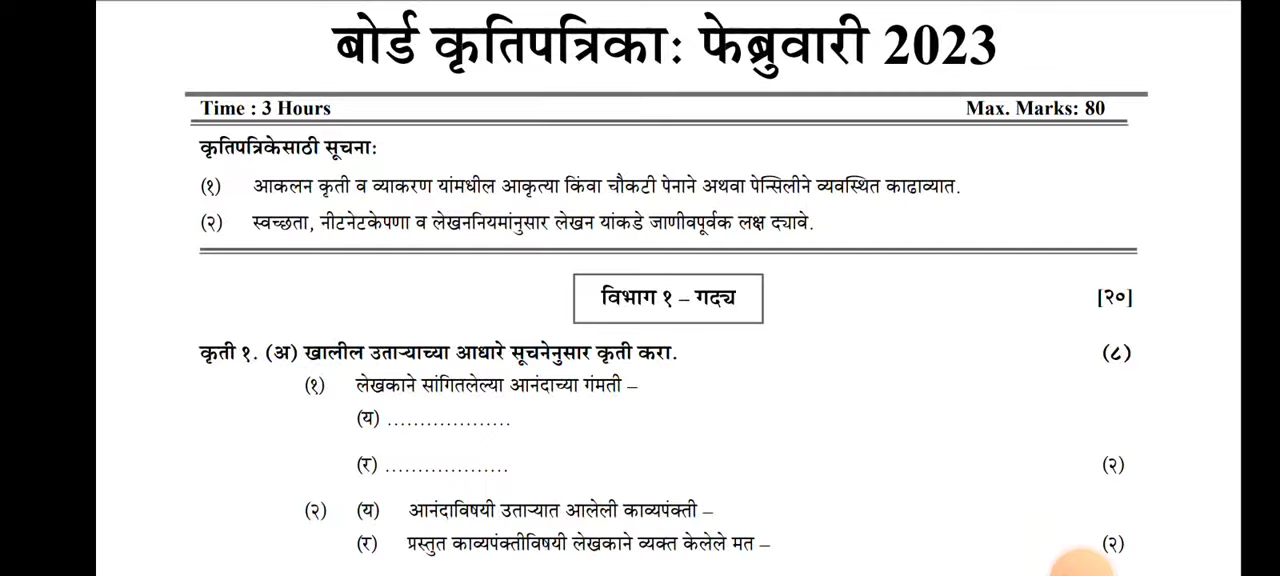 बोर्ड कृतिपत्रिका: फेब्रुवारी 2023
Time : 3 Hours Max. Marks: 80
कृतिपत्रिकेसाठी सूचना:
(१) आकलन कृती व व्याकरण यांमधील आकृत्या किंवा चौकटी पेनाने अथवा पेन्सिलीने व्यवस्थित काढाव्यात.
(२) स्वच्छता, नीटनेटकेपणा व लेखननियमांनुसार लेखन यांकडे जाणीवपूर्वक लक्ष द्यावे.
विभाग १ – गद्य [२०]
कृती १. (अ) खालील उताऱ्याच्या आधारे सूचनेनुसार कृती करा. (८)
(१) लेखकाने सांगितलेल्या आनंदाच्या गंमती –
(य) ...................
(र) ................... (२)
(२) (य) आनंदाविषयी उताऱ्यात आलेली काव्यपंक्ती –
(र) प्रस्तुत काव्यपंक्तीविषयी लेखकाने व्यक्त केलेले मत – (२)